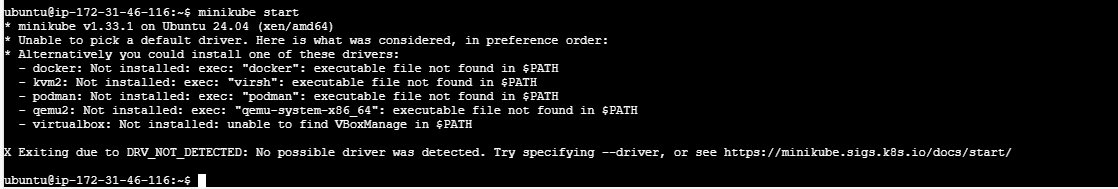 ubuntu@ip-172-31-46-116:~$ minikube start
* minikube v1.33.1 on Ubuntu 24.04 (xen/amd64)
* Unable to pick a default driver. Here is what was considered, in preference order:
* Alternatively you could install one of these drivers:
  - docker: Not installed: exec: "docker": executable file not found in $PATH
  - kvm2: Not installed: exec: "virsh": executable file not found in $PATH
  - podman: Not installed: exec: "podman": executable file not found in $PATH
  - qemu2: Not installed: exec: "qemu-system-x86_64": executable file not found in $PATH
  - virtualbox: Not installed: unable to find VBoxManage in $PATH
X Exiting due to DRV_NOT_DETECTED: No possible driver was detected. Try specifying --driver, or see https://minikube.sigs.k8s.io/docs/start/
ubuntu@ip-172-31-46-116:~$